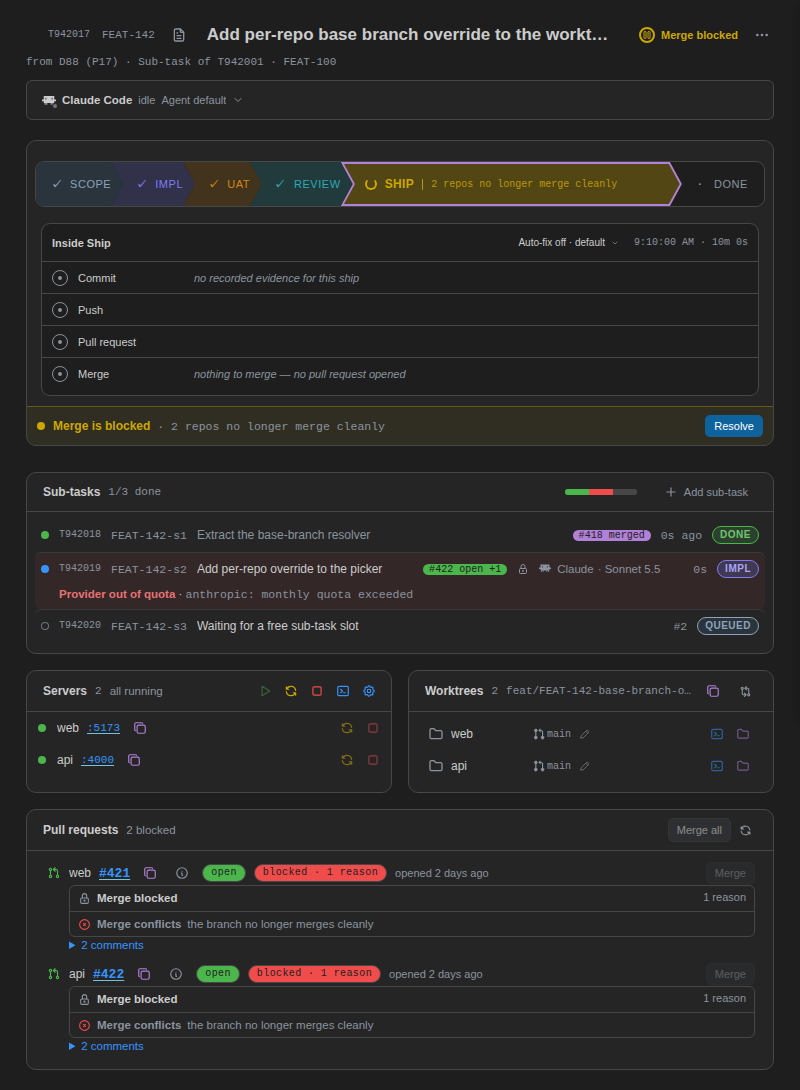 T942017 FEAT-142 Add per-repo base branch override to the workt… Merge blocked
from D88 (P17) · Sub-task of T942001 · FEAT-100
Claude Code idle Agent default
SCOPE IMPL UAT REVIEW SHIP | 2 repos no longer merge cleanly DONE
Inside Ship Auto-fix off · default 9:10:00 AM · 10m 0s
Commit no recorded evidence for this ship
Push
Pull request
Merge nothing to merge — no pull request opened
Merge is blocked · 2 repos no longer merge cleanly Resolve
Sub-tasks 1/3 done Add sub-task
T942018 FEAT-142-s1 Extract the base-branch resolver #418 merged 0s ago DONE
T942019 FEAT-142-s2 Add per-repo override to the picker #422 open +1 Claude · Sonnet 5.5 0s IMPL
Provider out of quota · anthropic: monthly quota exceeded
T942020 FEAT-142-s3 Waiting for a free sub-task slot #2 QUEUED
Servers 2 all running
web :5173
api :4000
Worktrees 2 feat/FEAT-142-base-branch-o…
web main
api main
Pull requests 2 blocked Merge all
web #421 open blocked · 1 reason opened 2 days ago Merge
Merge blocked 1 reason
Merge conflicts the branch no longer merges cleanly
2 comments
api #422 open blocked · 1 reason opened 2 days ago Merge
Merge blocked 1 reason
Merge conflicts the branch no longer merges cleanly
2 comments